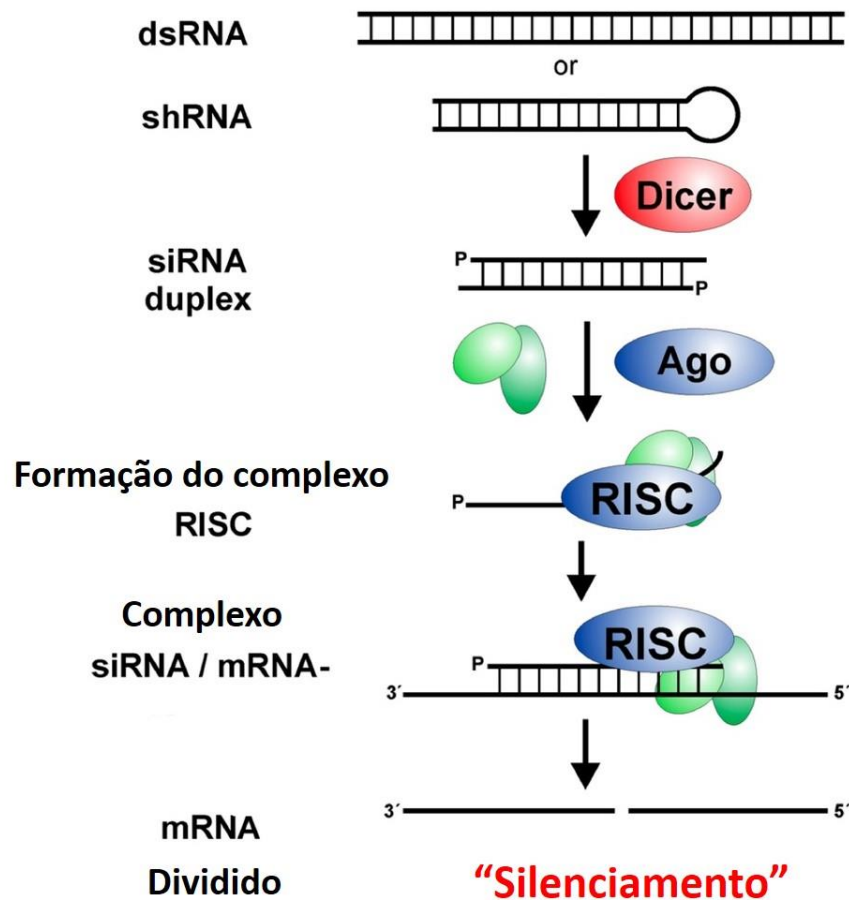 dsRNA
or
shRNA
Dicer
siRNA
duplex
P
P
Ago
Formação do complexo
RISC
P
RISC
Complexo
siRNA / mRNA-
RISC
P
3´
5´
3´
5´
mRNA
Dividido
“Silenciamento”